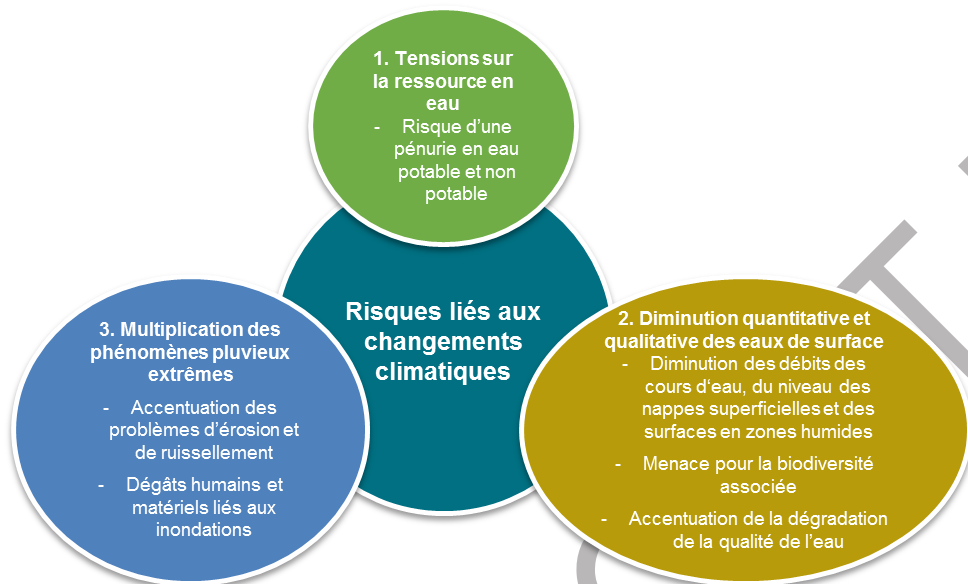 1. Tensions sur
la ressource en
eau
- Risque d'une
pénurie en eau
potable et non
potable
Risques liés aux
changements
climatiques
2. Diminution quantitative et
qualitative des eaux de surface
- Diminution des débits des
cours d'eau, du niveau des
nappes superficielles et des
surfaces en zones humides
- Menace pour la biodiversité
associée
- Accentuation de la dégradation
de la qualité de l'eau
3. Multiplication des
phénomènes pluvieux
extrêmes
- Accentuation des
problèmes d'érosion et
de ruissellement
- Dégâts humains et
matériels liés aux
inondations